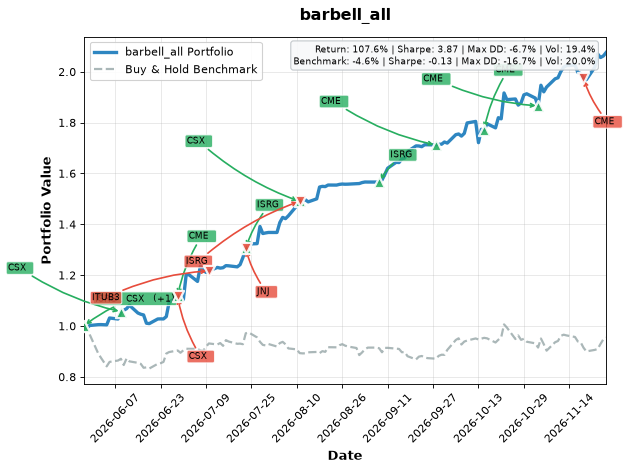 barbell_all
barbell_all Portfolio
Buy & Hold Benchmark
Return: 107.6% | Sharpe: 3.87 | Max DD: -6.7% | Vol: 19.4%
Benchmark: -4.6% | Sharpe: -0.13 | Max DD: -16.7% | Vol: 20.0%
CME
CME
CME
CME
CSX
ISRG
ISRG
CME
ISRG
CSX
ITUB3
CSX (+1)
JNJ
CSX
Portfolio Value
2.0
1.8
1.6
1.4
1.2
1.0
0.8
2026-06-07
2026-06-23
2026-07-09
2026-07-25
2026-08-10
2026-08-26
2026-09-11
2026-09-27
2026-10-13
2026-10-29
2026-11-14
Date